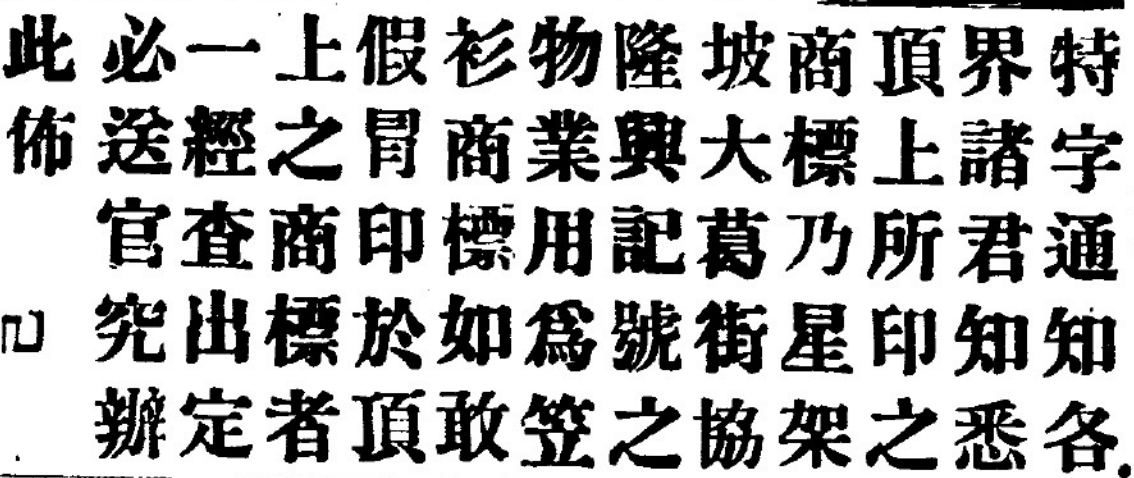 特字通知各
界諸君知悉
頂上所印之
商標乃星架
坡大葛街協
隆興記號之
物業用爲笠
衫商標如敢
假冒印於頂
上之商標者
一經查出定
必送官究辦
此佈